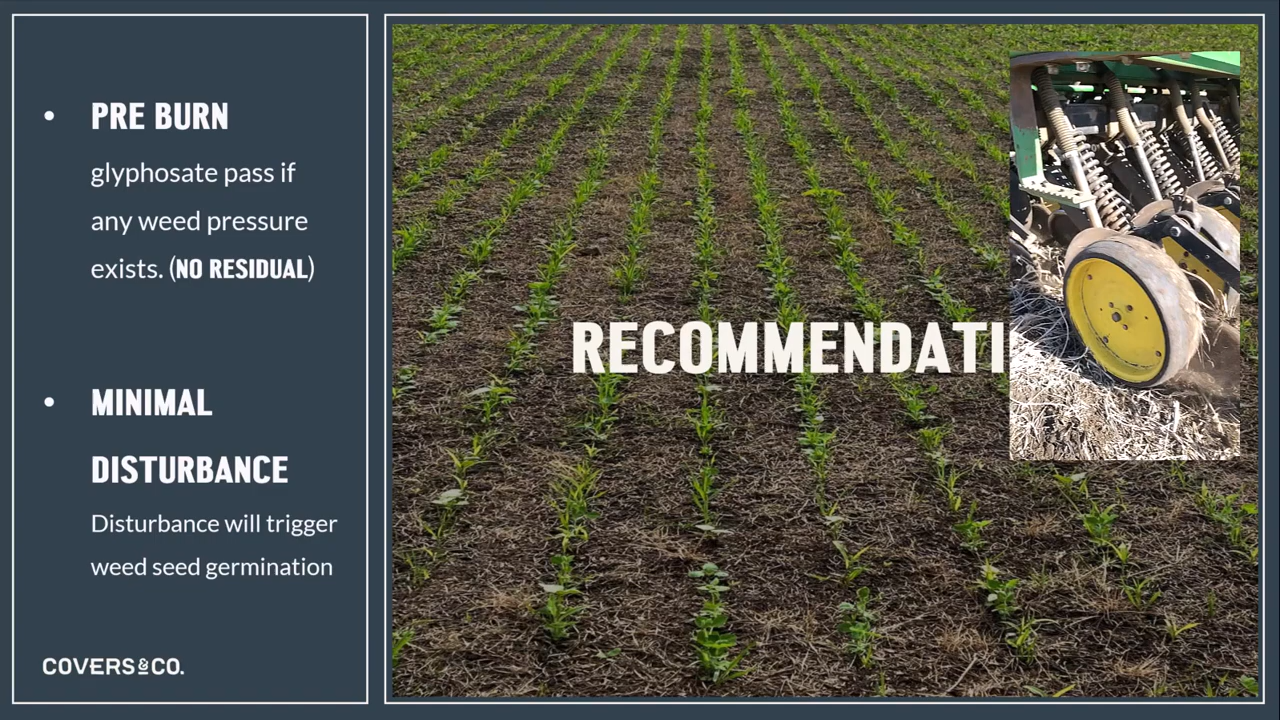 • PRE BURN
glyphosate pass if
any weed pressure
exists. (NO RESIDUAL)
• MINIMAL
DISTURBANCE
Disturbance will trigger
weed seed germination
COVERS&CO.
RECOMMENDATI